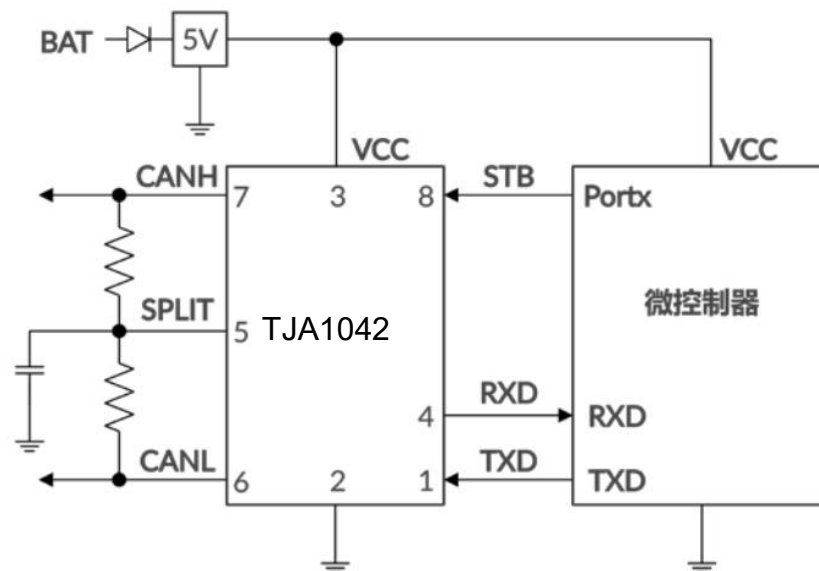 BAT
5V
VCC
VCC
CANH
7
3
8
STB
Portx
微控制器
SPLIT
5
TJA1042
RXD
4
RXD
CANL
6
2
1
TXD
TXD